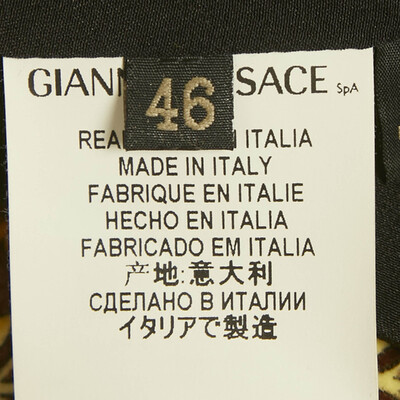 GIANN 46 SACE SpA
REA N ITALIA
MADE IN ITALY
FABRIQUE EN ITALIE
HECHO EN ITALIA
FABRICADO EM ITALIA
产地:意大利
СДЕЛАНО В ИТАЛИИ
イタリアで製造